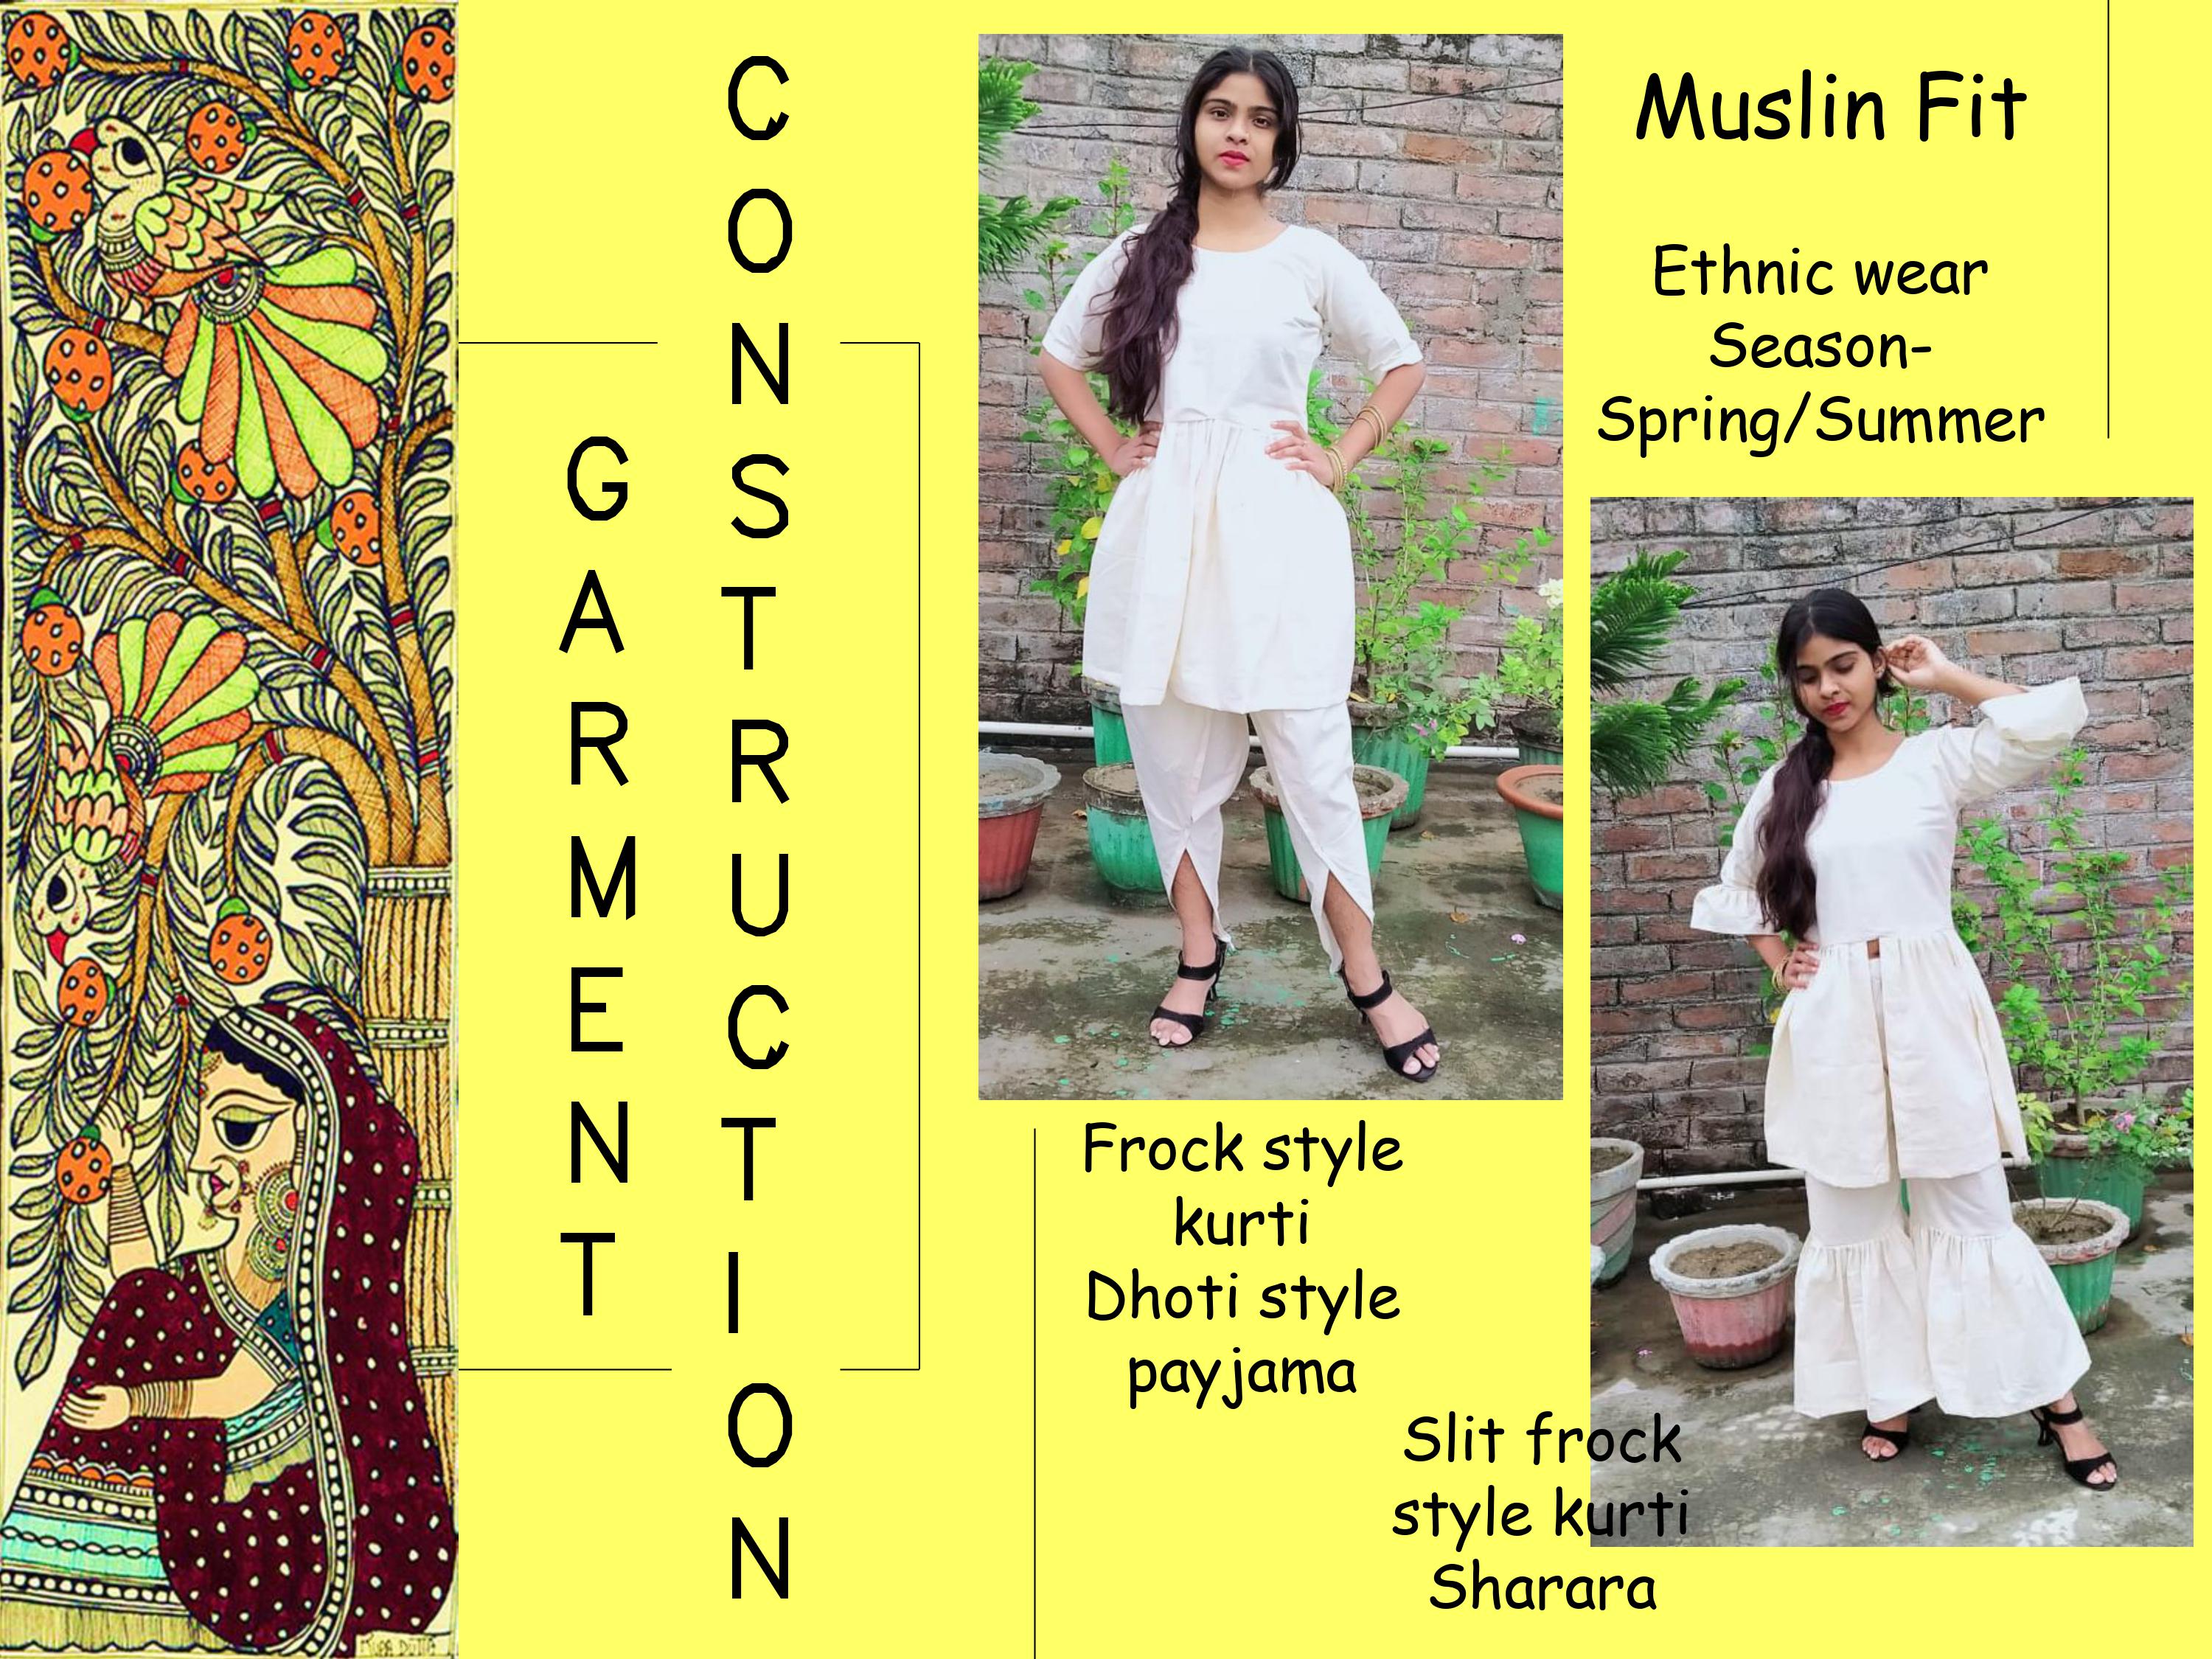 GARMENT
CONSTRUCTION
Muslin Fit
Ethnic wear
Season-
Spring/Summer
Frock style
kurti
Dhoti style
payjama
Slit frock
style kurti
Sharara